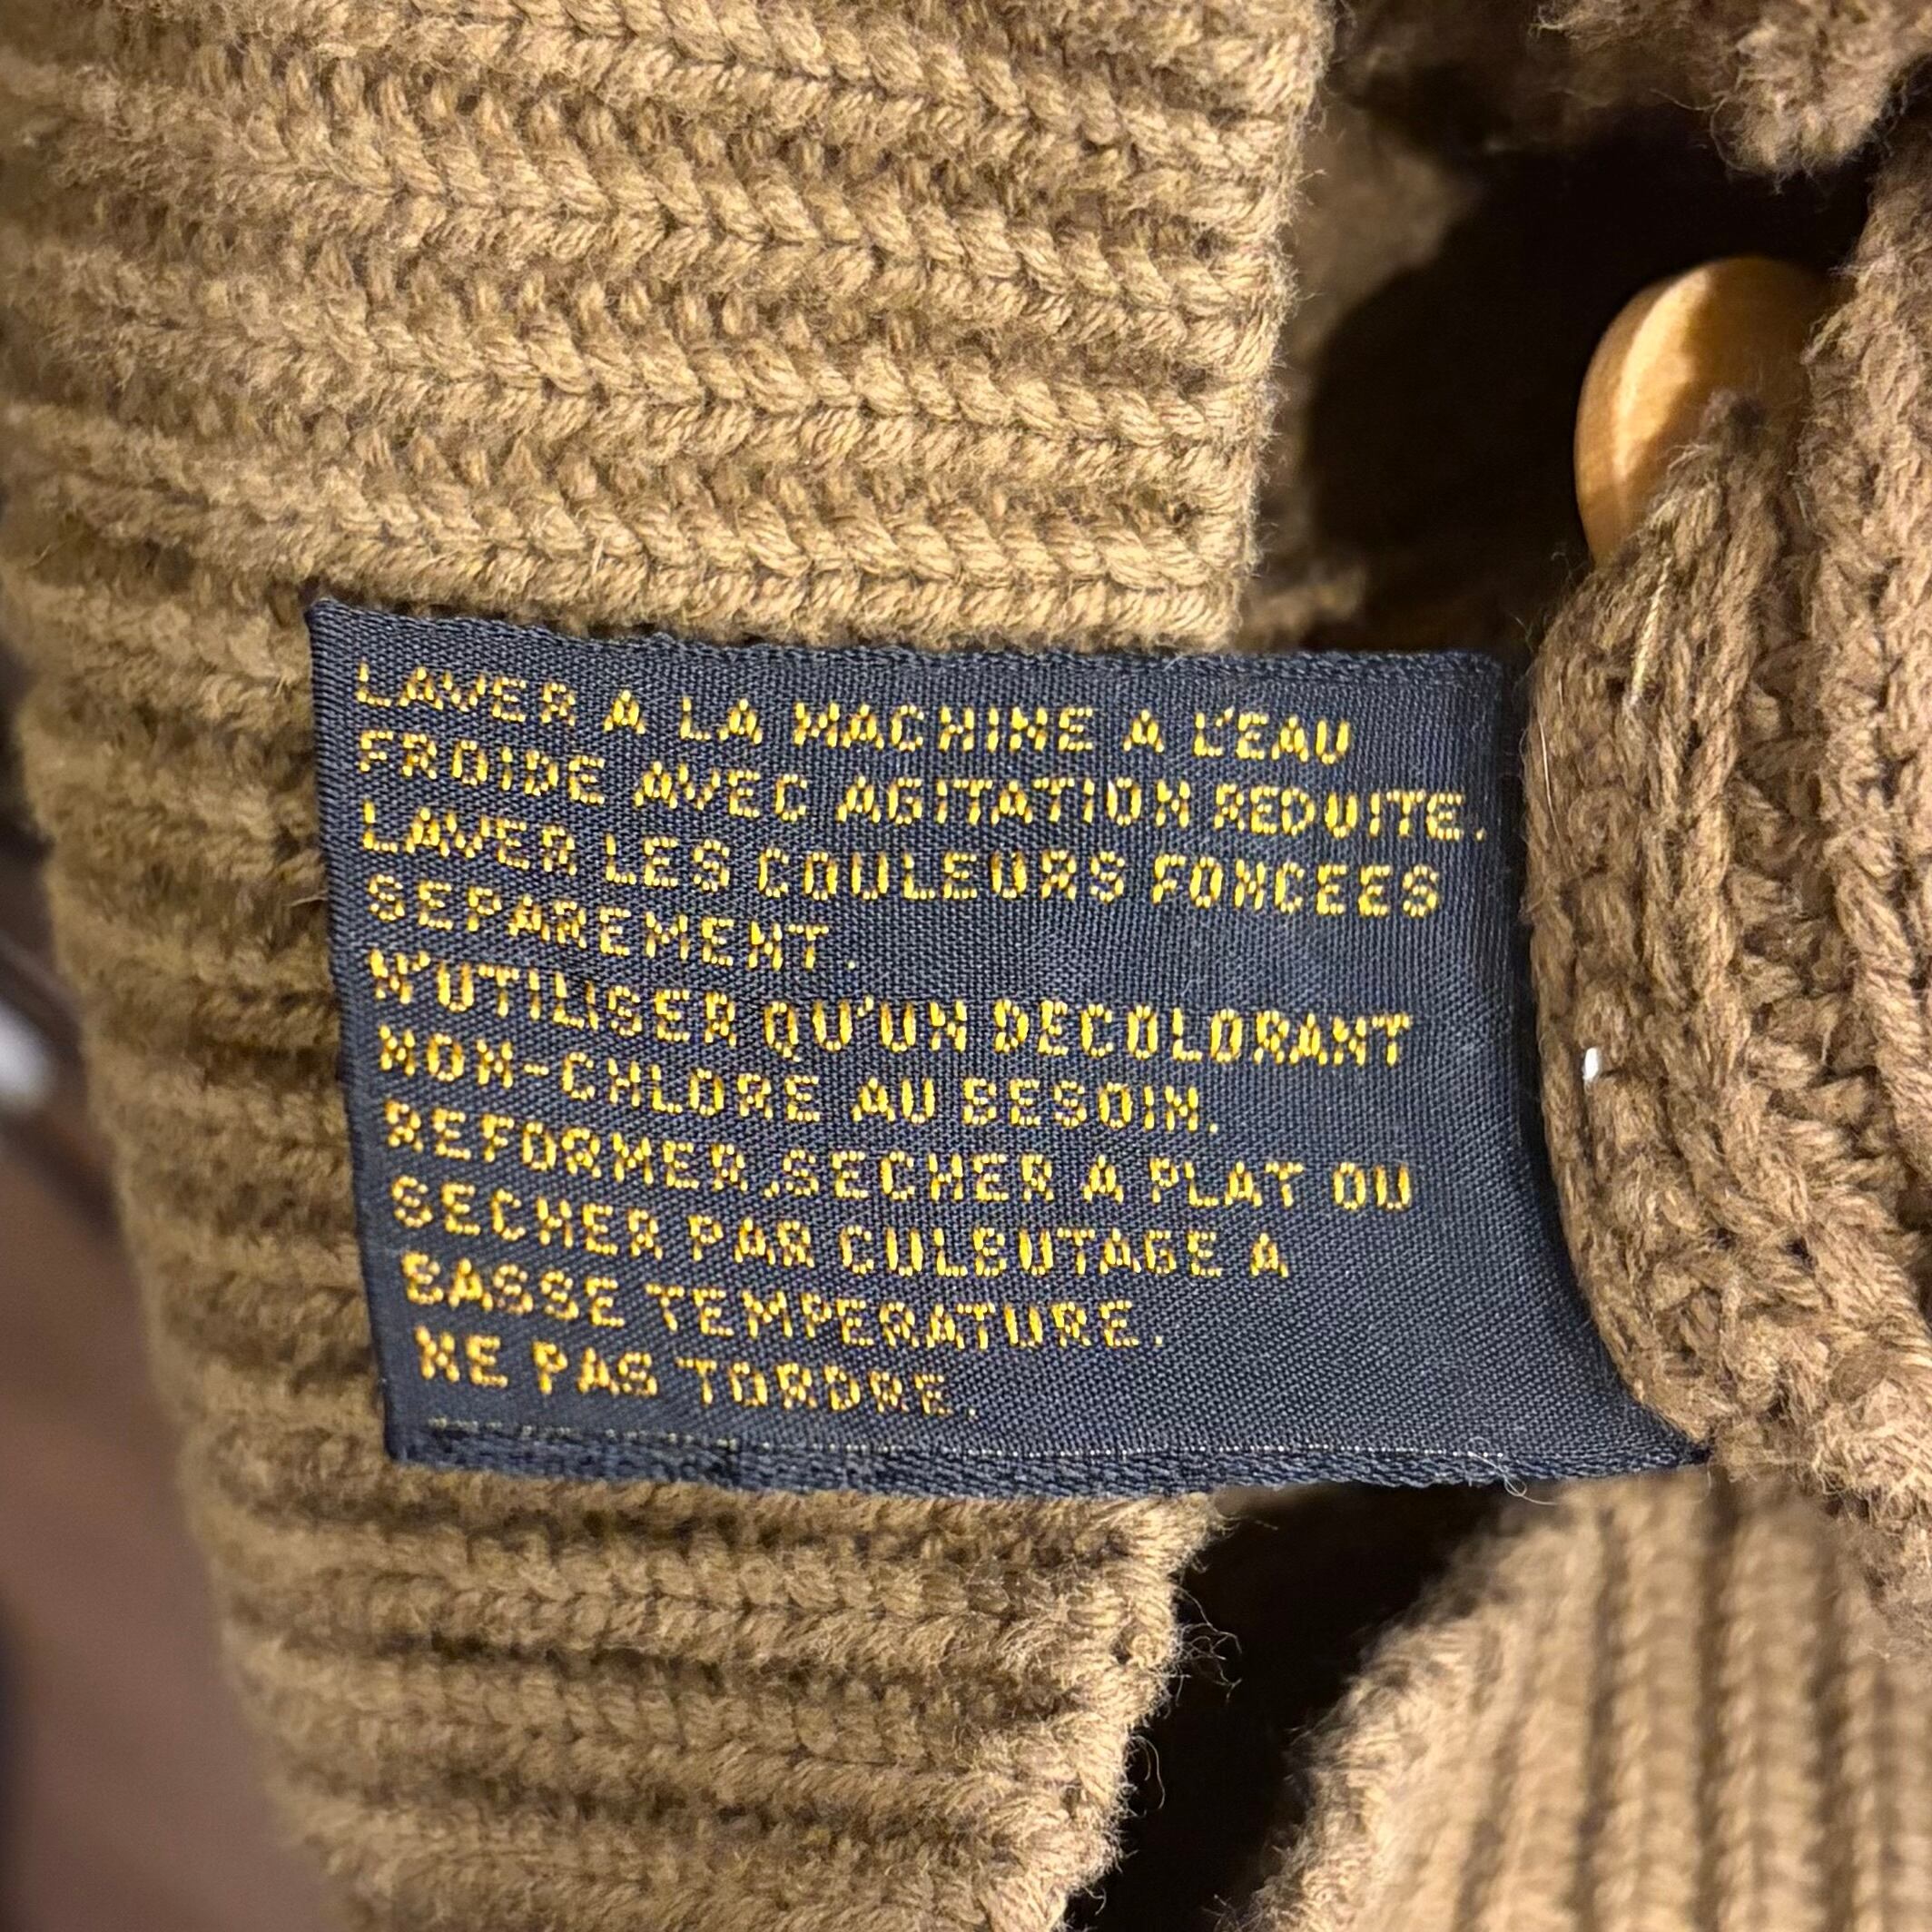 LAVER A LA MACHINE A L'EAU
FROIDE AVEC AGITATION REDUITE.
LAVER LES COULEURS FONCEES
SEPAREMENT.
N'UTILISER QU'UN DECOLORANT
NON-CHLORE AU BESOIN.
REFORMER,SECHER A PLAT OU
SECHER PAR CULBUTAGE A
BASSE TEMPERATURE.
NE PAS TORDRE.